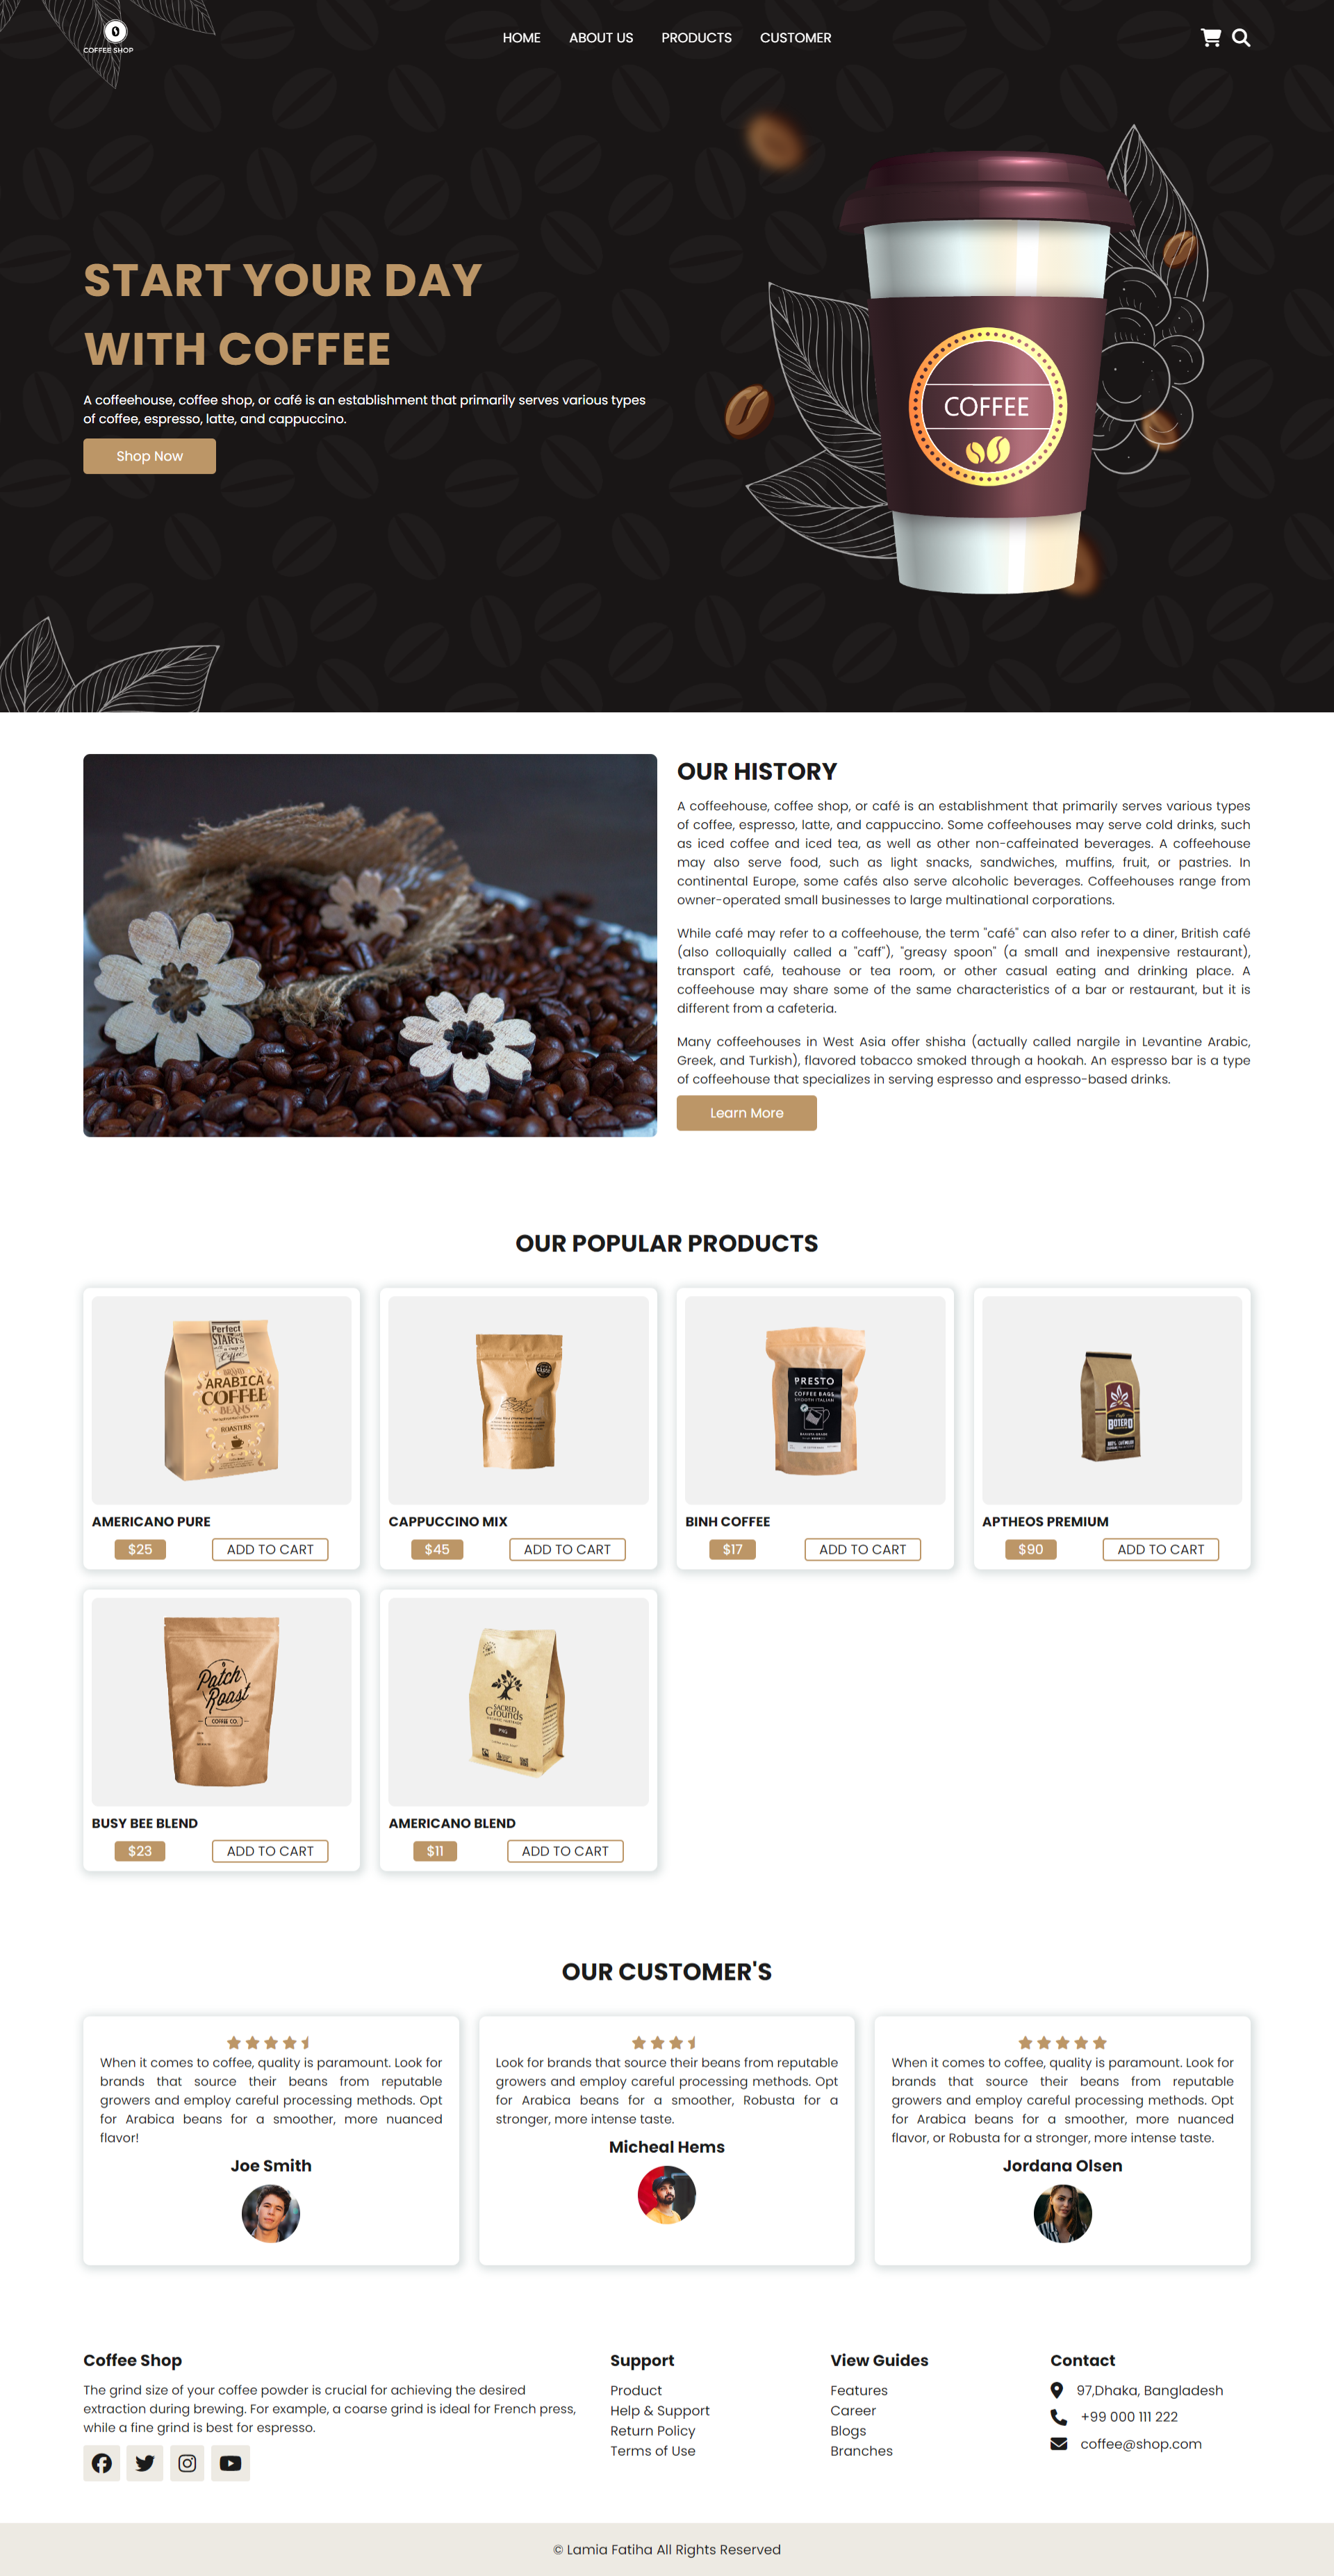 COFFEE SHOP
HOME ABOUT US PRODUCTS CUSTOMER
START YOUR DAY
WITH COFFEE
A coffeehouse, coffee shop, or café is an establishment that primarily serves various types
of coffee, espresso, latte, and cappuccino.
Shop Now
COFFEE
OUR HISTORY
A coffeehouse, coffee shop, or café is an establishment that primarily serves various types
of coffee, espresso, latte, and cappuccino. Some coffeehouses may serve cold drinks, such
as iced coffee and iced tea, as well as other non-caffeinated beverages. A coffeehouse
may also serve food, such as light snacks, sandwiches, muffins, fruit, or pastries. In
continental Europe, some cafés also serve alcoholic beverages. Coffeehouses range from
owner-operated small businesses to large multinational corporations.
While café may refer to a coffeehouse, the term "café" can also refer to a diner, British café
(also colloquially called a "caff"), "greasy spoon" (a small and inexpensive restaurant),
transport café, teahouse or tea room, or other casual eating and drinking place. A
coffeehouse may share some of the same characteristics of a bar or restaurant, but it is
different from a cafeteria.
Many coffeehouses in West Asia offer shisha (actually called nargile in Levantine Arabic,
Greek, and Turkish), flavored tobacco smoked through a hookah. An espresso bar is a type
of coffeehouse that specializes in serving espresso and espresso-based drinks.
Learn More
OUR POPULAR PRODUCTS
Perfect
START
Coffee
ARABICA
COFFEE
BEANS
ROASTERS
AMERICANO PURE
$25 ADD TO CART
CAPPUCCINO MIX
$45 ADD TO CART
PRESTO
COFFEE BAGS
SMOOTH ITALIAN
BINH COFFEE
$17 ADD TO CART
BOTERO
APTHEOS PREMIUM
$90 ADD TO CART
Patch
Roast
COFFEE CO.
BUSY BEE BLEND
$23 ADD TO CART
SACRED
Grounds
AMERICANO BLEND
$11 ADD TO CART
OUR CUSTOMER'S
When it comes to coffee, quality is paramount. Look for
brands that source their beans from reputable
growers and employ careful processing methods. Opt
for Arabica beans for a smoother, more nuanced
flavor!
Joe Smith
Look for brands that source their beans from reputable
growers and employ careful processing methods. Opt
for Arabica beans for a smoother, Robusta for a
stronger, more intense taste.
Micheal Hems
When it comes to coffee, quality is paramount. Look for
brands that source their beans from reputable
growers and employ careful processing methods. Opt
for Arabica beans for a smoother, more nuanced
flavor, or Robusta for a stronger, more intense taste.
Jordana Olsen
Coffee Shop
The grind size of your coffee powder is crucial for achieving the desired
extraction during brewing. For example, a coarse grind is ideal for French press,
while a fine grind is best for espresso.
Support
Product
Help & Support
Return Policy
Terms of Use
View Guides
Features
Career
Blogs
Branches
Contact
97,Dhaka, Bangladesh
+99 000 111 222
coffee@shop.com
© Lamia Fatiha All Rights Reserved